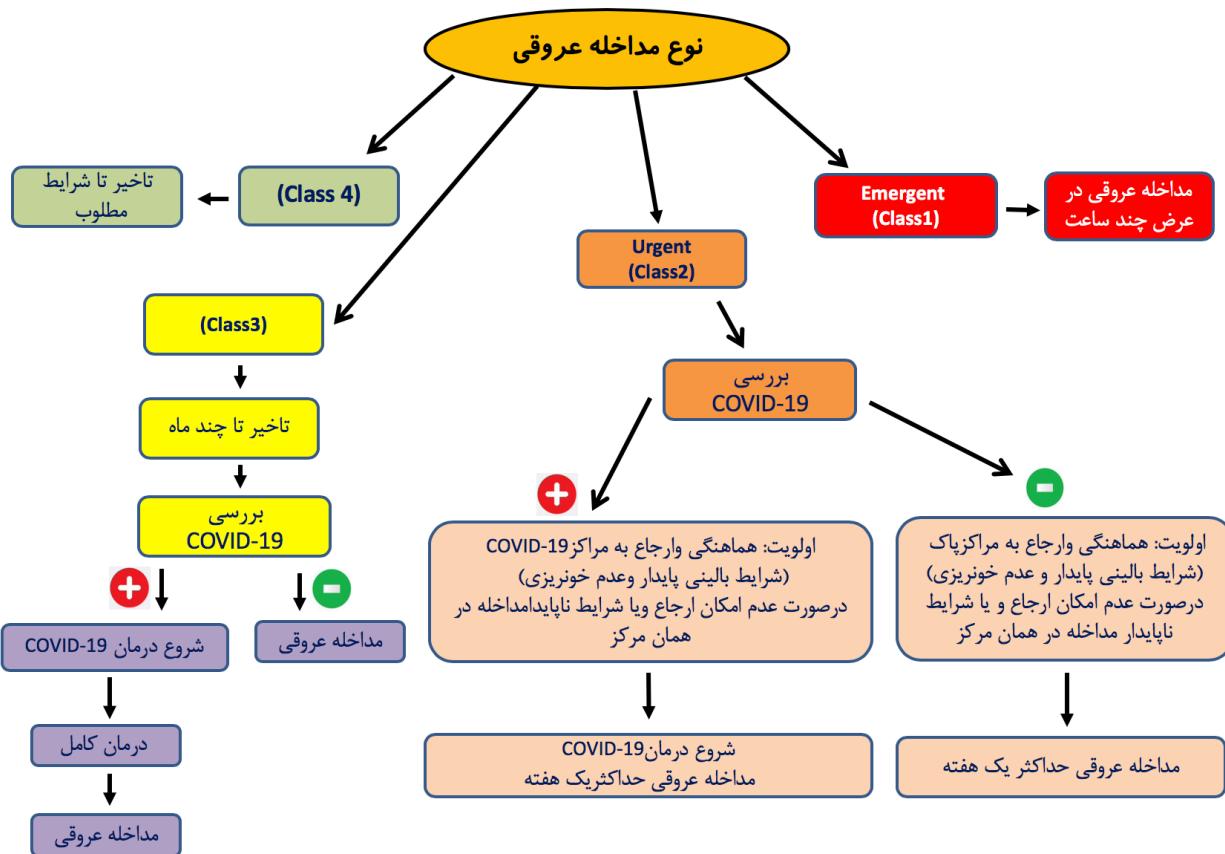 نوع مداخله عروقی
Emergent
(Class1)
مداخله عروقی در
عرض چند ساعت
Urgent
(Class2)
بررسی
COVID-19
اولویت: هماهنگی وارجاع به مراکزپاک
(شرایط بالینی پایدار و عدم خونریزی)
درصورت عدم امکان ارجاع و یا شرایط
ناپایدار مداخله در همان مرکز
مداخله عروقی حداکثر یک هفته
اولویت: هماهنگی وارجاع به مراکزCOVID-19
(شرایط بالینی پایدار وعدم خونریزی)
درصورت عدم امکان ارجاع ویا شرایط ناپایدامداخله در
همان مرکز
شروع درمانCOVID-19
مداخله عروقی حداکثریک هفته
(Class3)
تاخیر تا چند ماه
بررسی
COVID-19
مداخله عروقی
شروع درمان COVID-19
درمان کامل
مداخله عروقی
(Class 4)
تاخیر تا شرایط
مطلوب